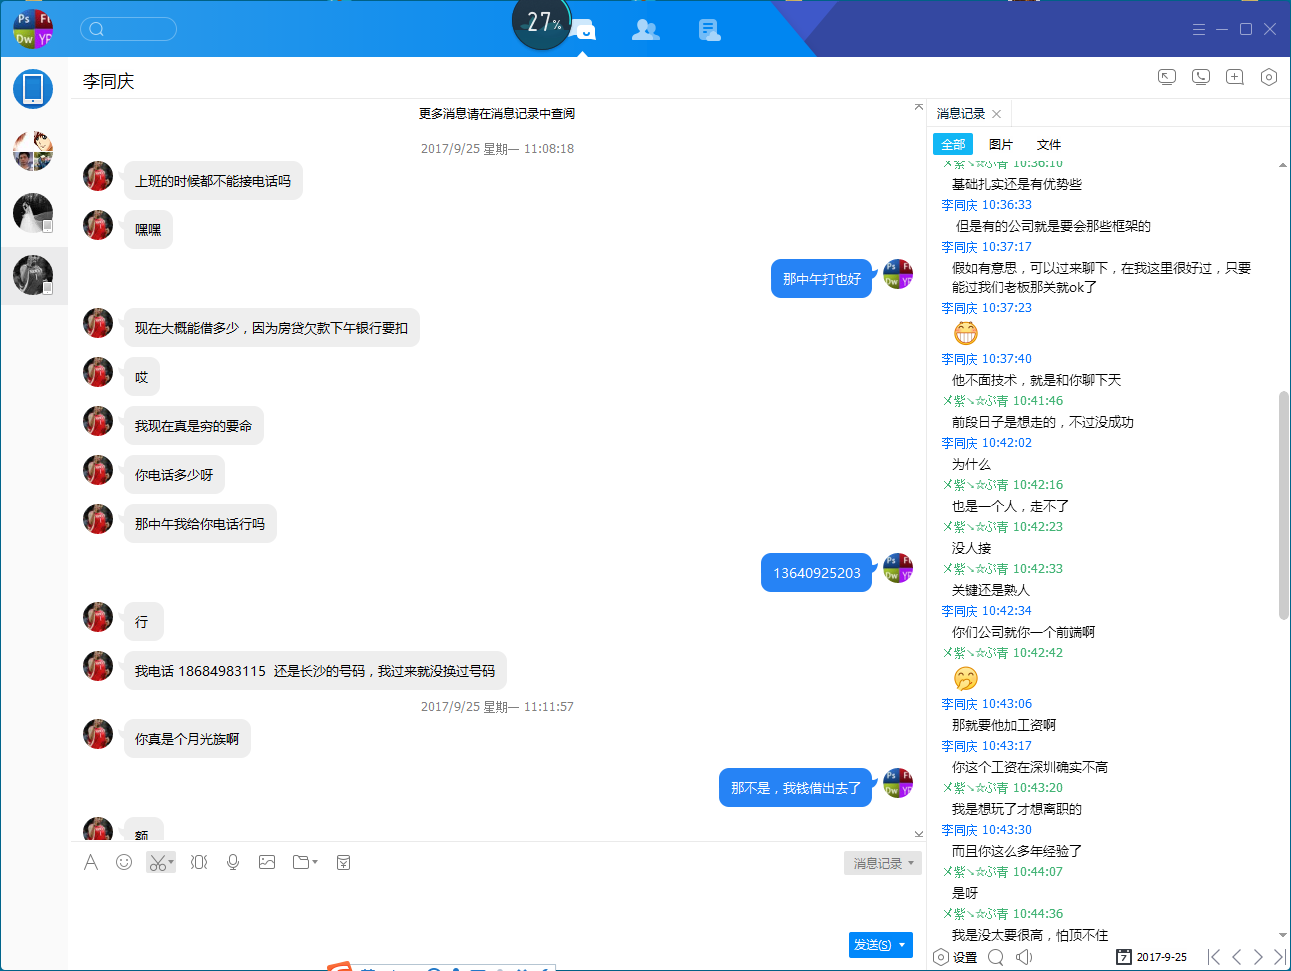 Ps Fl
Dw YP
27%
李同庆
更多消息请在消息记录中查阅
2017/9/25 星期一 11:08:18
上班的时候都不能接电话吗
嘿嘿
那中午打也好
现在大概能借多少，因为房贷欠款下午银行要扣
哎
我现在真是穷的要命
你电话多少呀
那中午我给你电话行吗
13640925203
行
我电话 18684983115  还是长沙的号码，我过来就没换过号码
2017/9/25 星期一 11:11:57
你真是个月光族啊
那不是，我钱借出去了
额
消息记录
发送(S)
消息记录
全部 图片 文件
乄紫↘☆ぷ青 10:36:10
基础扎实还是有优势些
李同庆 10:36:33
但是有的公司就是要会那些框架的
李同庆 10:37:17
假如有意思，可以过来聊下，在我这里很好过，只要
能过我们老板那关就ok了
李同庆 10:37:23
李同庆 10:37:40
他不面技术，就是和你聊下天
乄紫↘☆ぷ青 10:41:46
前段日子是想走的，不过没成功
李同庆 10:42:02
为什么
乄紫↘☆ぷ青 10:42:16
也是一个人，走不了
乄紫↘☆ぷ青 10:42:23
没人接
乄紫↘☆ぷ青 10:42:33
关键还是熟人
李同庆 10:42:34
你们公司就你一个前端啊
乄紫↘☆ぷ青 10:42:42
李同庆 10:43:06
那就要他加工资啊
李同庆 10:43:17
你这个工资在深圳确实不高
乄紫↘☆ぷ青 10:43:20
我是想玩了才想离职的
李同庆 10:43:30
而且你这么多年经验了
乄紫↘☆ぷ青 10:44:07
是呀
乄紫↘☆ぷ青 10:44:36
我是没太要很高，怕顶不住
设置
7 2017-9-25